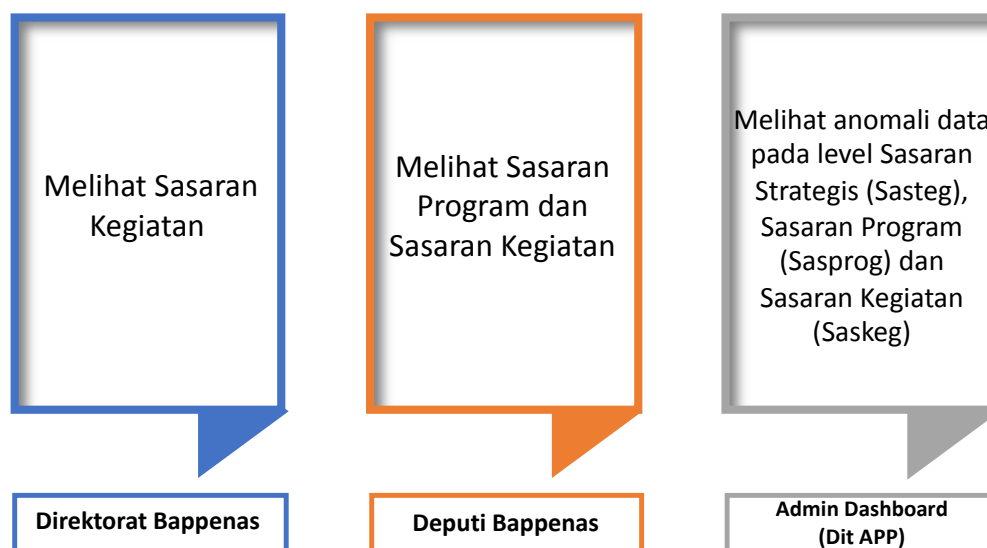 Melihat Sasaran
Kegiatan
Melihat Sasaran
Program dan
Sasaran Kegiatan
Melihat anomali data
pada level Sasaran
Strategis (Sasteg),
Sasaran Program
(Sasprog) dan
Sasaran Kegiatan
(Saskeg)
Direktorat Bappenas
Deputi Bappenas
Admin Dashboard
(Dit APP)